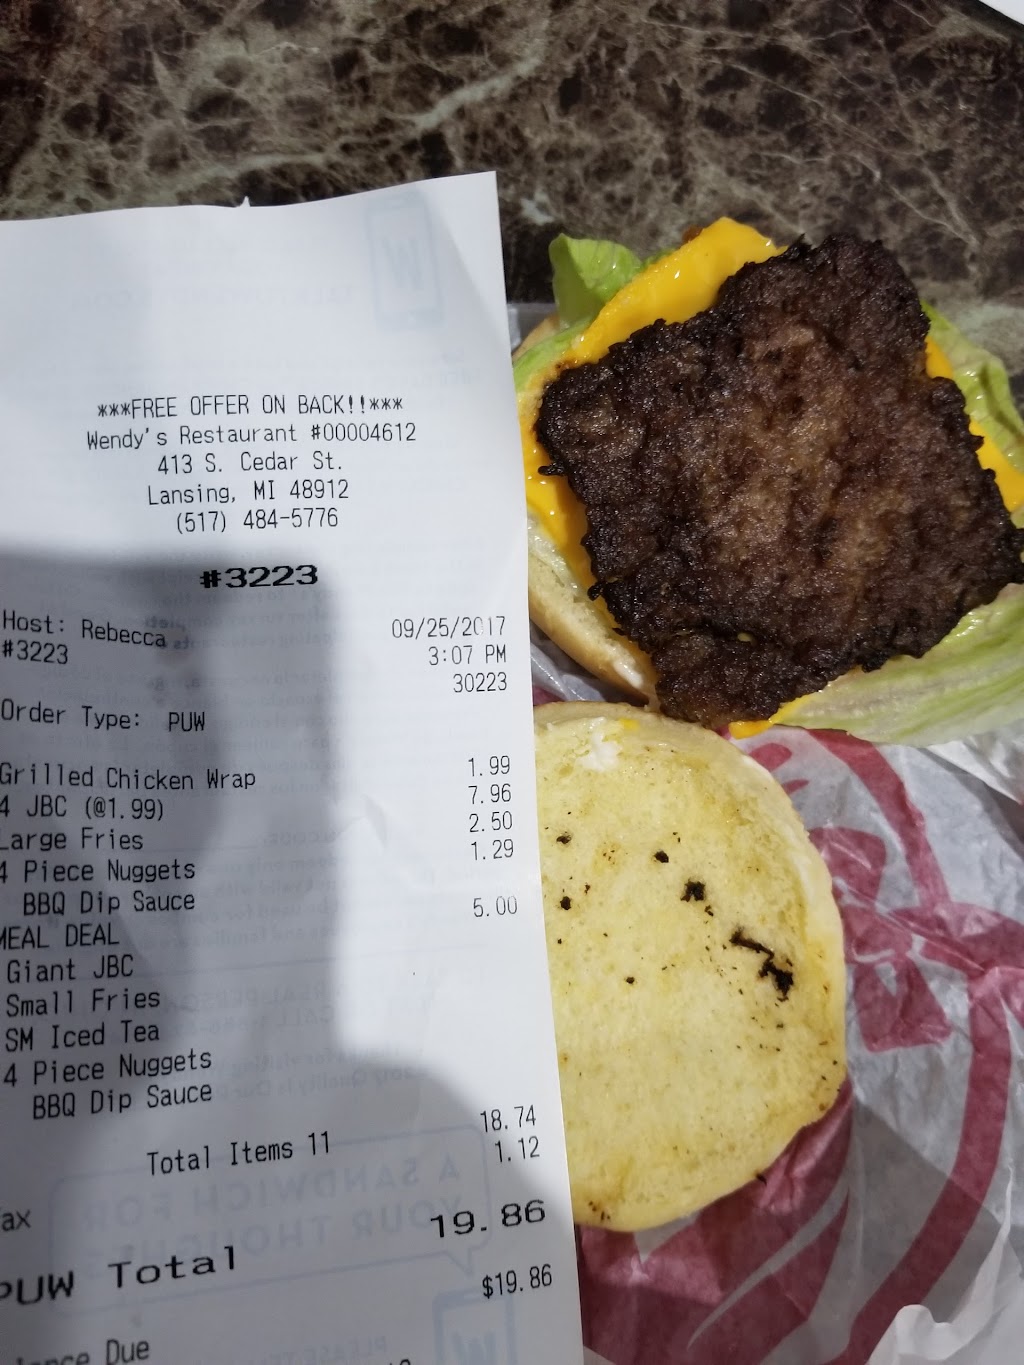 ***FREE OFFER ON BACK!!***
Wendy's Restaurant #00004612
413 S. Cedar St.
Lansing, MI 48912
(517) 484-5776
#3223
Host: Rebecca 09/25/2017
#3223 3:07 PM
30223
Order Type: PUW
Grilled Chicken Wrap 1.99
4 JBC (@1.99) 7.96
Large Fries 2.50
4 Piece Nuggets 1.29
BBQ Dip Sauce
MEAL DEAL 5.00
Giant JBC
Small Fries
SM Iced Tea
4 Piece Nuggets
BBQ Dip Sauce
18.74
Total Items 11 1.12
Tax
PUW Total 19.86
$19.86
Due